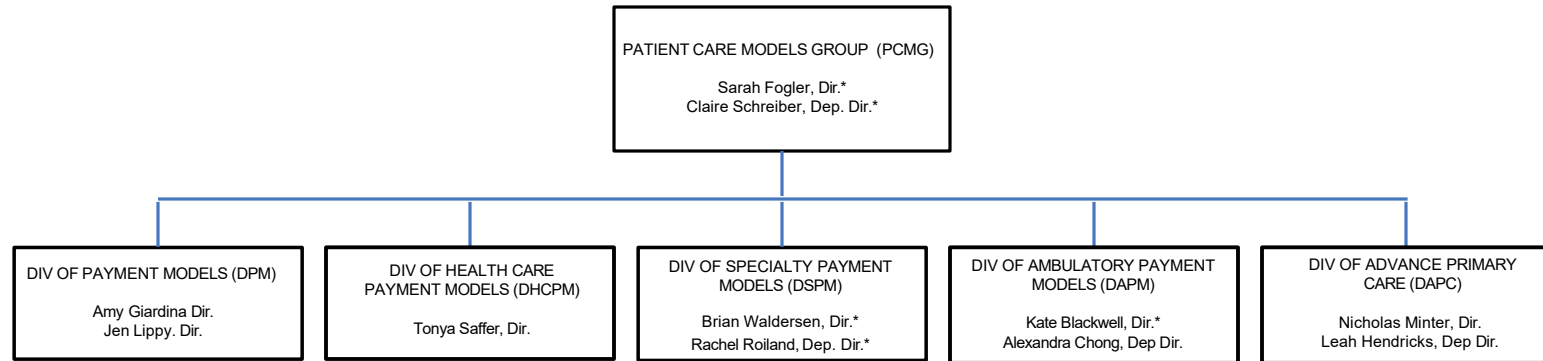 PATIENT CARE MODELS GROUP (PCMG)
Sarah Fogler, Dir.*
Claire Schreiber, Dep. Dir.*
DIV OF PAYMENT MODELS (DPM)
Amy Giardina Dir.
Jen Lippy. Dir.
DIV OF HEALTH CARE
PAYMENT MODELS (DHCPM)
Tonya Saffer, Dir.
DIV OF SPECIALTY PAYMENT
MODELS (DSPM)
Brian Waldersen, Dir.*
Rachel Roiland, Dep. Dir.*
DIV OF AMBULATORY PAYMENT
MODELS (DAPM)
Kate Blackwell, Dir.*
Alexandra Chong, Dep Dir.
DIV OF ADVANCE PRIMARY
CARE (DAPC)
Nicholas Minter, Dir.
Leah Hendricks, Dep Dir.